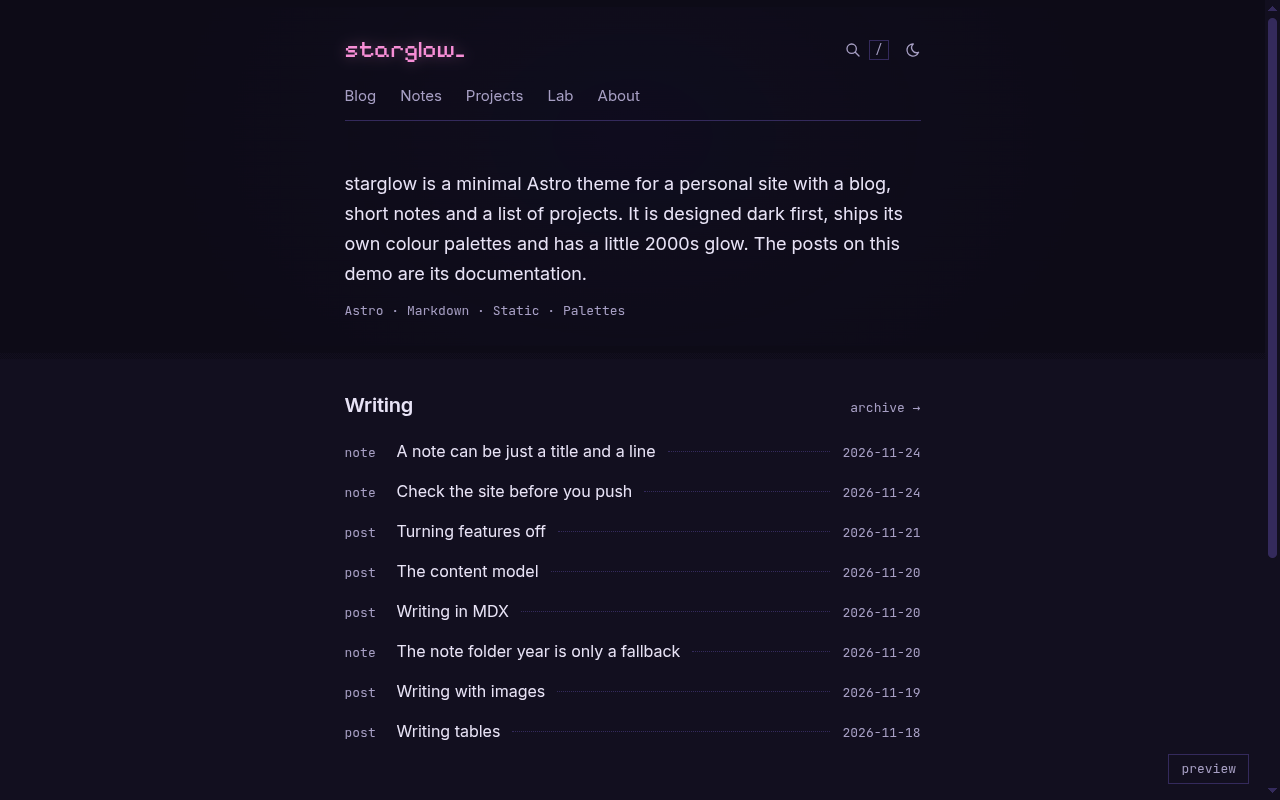 starglow_
/
Blog Notes Projects Lab About
starglow is a minimal Astro theme for a personal site with a blog,
short notes and a list of projects. It is designed dark first, ships its
own colour palettes and has a little 2000s glow. The posts on this
demo are its documentation.
Astro · Markdown · Static · Palettes
Writing archive →
note A note can be just a title and a line 2026-11-24
note Check the site before you push 2026-11-24
post Turning features off 2026-11-21
post The content model 2026-11-20
post Writing in MDX 2026-11-20
note The note folder year is only a fallback 2026-11-20
post Writing with images 2026-11-19
post Writing tables 2026-11-18
preview